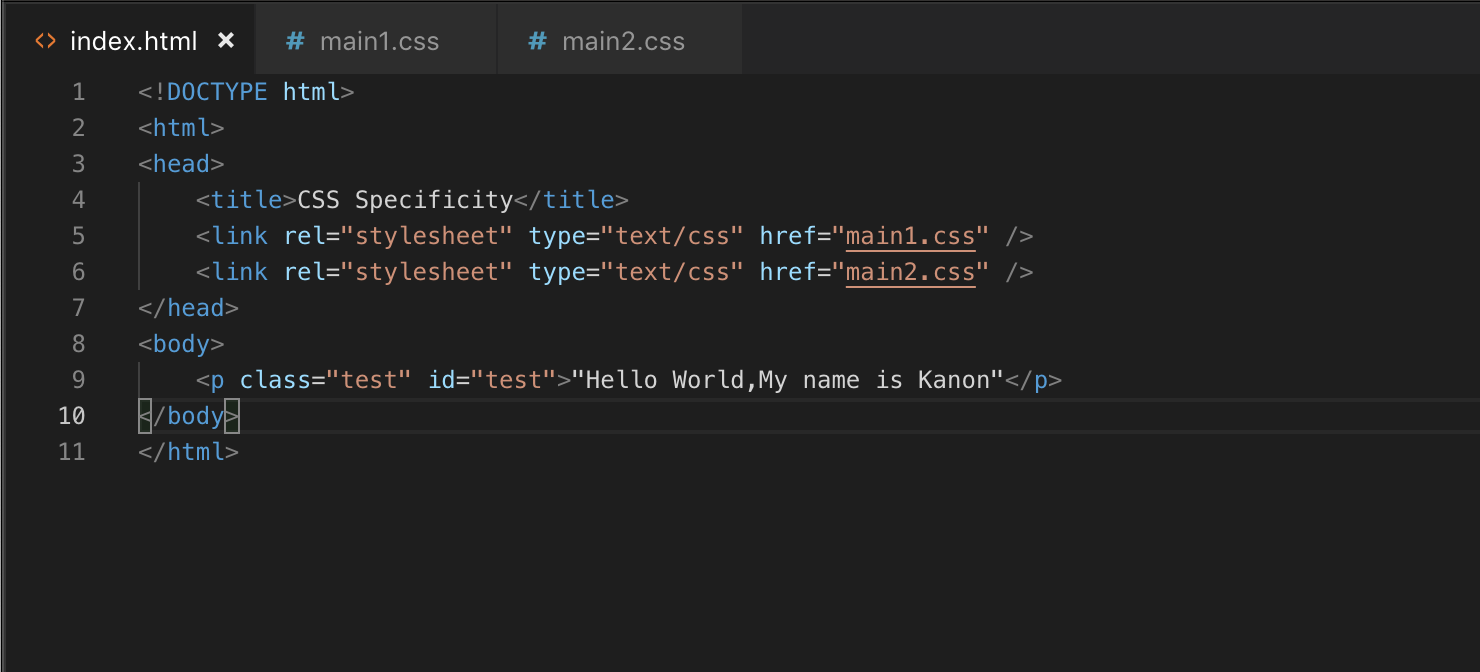 <> index.html × # main1.css # main2.css
1 <!DOCTYPE html>
2 <html>
3 <head>
4     <title>CSS Specificity</title>
5     <link rel="stylesheet" type="text/css" href="main1.css" />
6     <link rel="stylesheet" type="text/css" href="main2.css" />
7 </head>
8 <body>
9     <p class="test" id="test">"Hello World,My name is Kanon"</p>
10 </body>
11 </html>